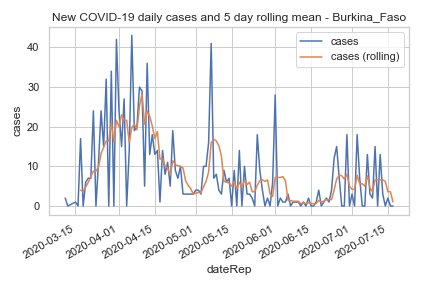 New COVID-19 daily cases and 5 day rolling mean - Burkina_Faso
cases
cases (rolling)
40
30
20
10
0
cases
2020-03-15
2020-04-01
2020-04-15
2020-05-01
2020-05-15
2020-06-01
2020-06-15
2020-07-01
2020-07-15
dateRep